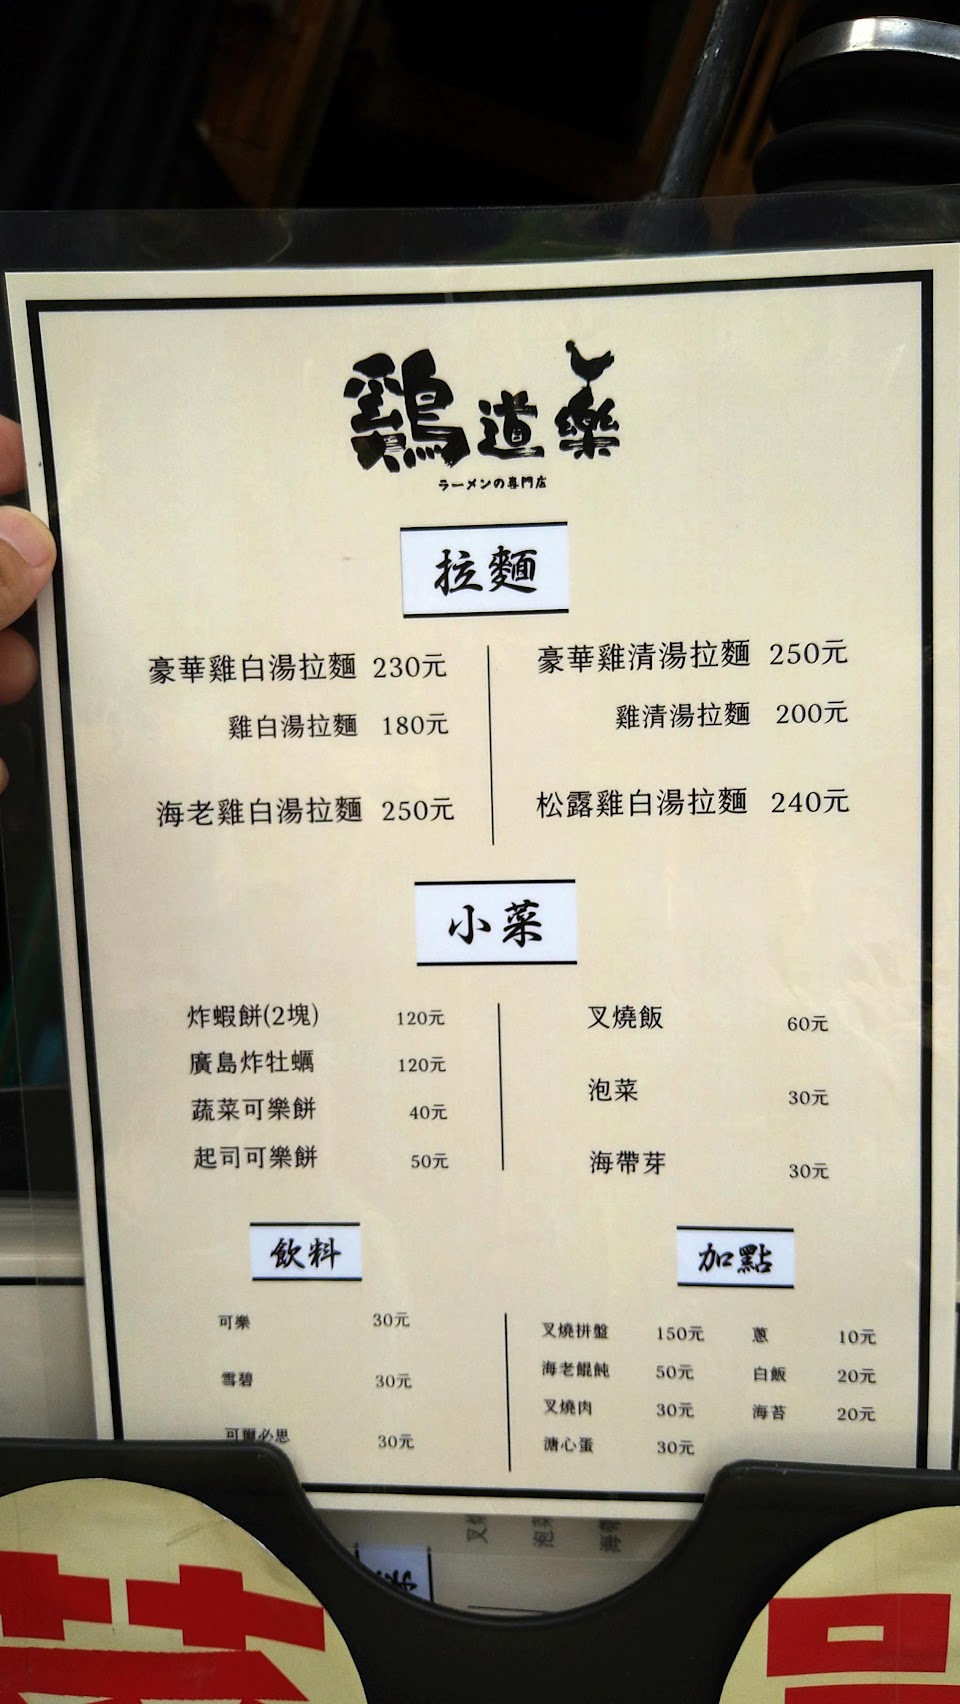 鷄道樂
ラーメンの專門店
拉麵
豪華雞白湯拉麵 230元
雞白湯拉麵 180元
海老雞白湯拉麵 250元
豪華雞清湯拉麵 250元
雞清湯拉麵 200元
松露雞白湯拉麵 240元
小菜
炸蝦餅(2塊) 120元
廣島炸牡蠣 120元
蔬菜可樂餅 40元
起司可樂餅 50元
叉燒飯 60元
泡菜 30元
海帶芽 30元
飲料
可樂 30元
雪碧 30元
可爾必思 30元
加點
叉燒拼盤 150元
海老餛飩 50元
叉燒肉 30元
溏心蛋 30元
蔥 10元
白飯 20元
海苔 20元